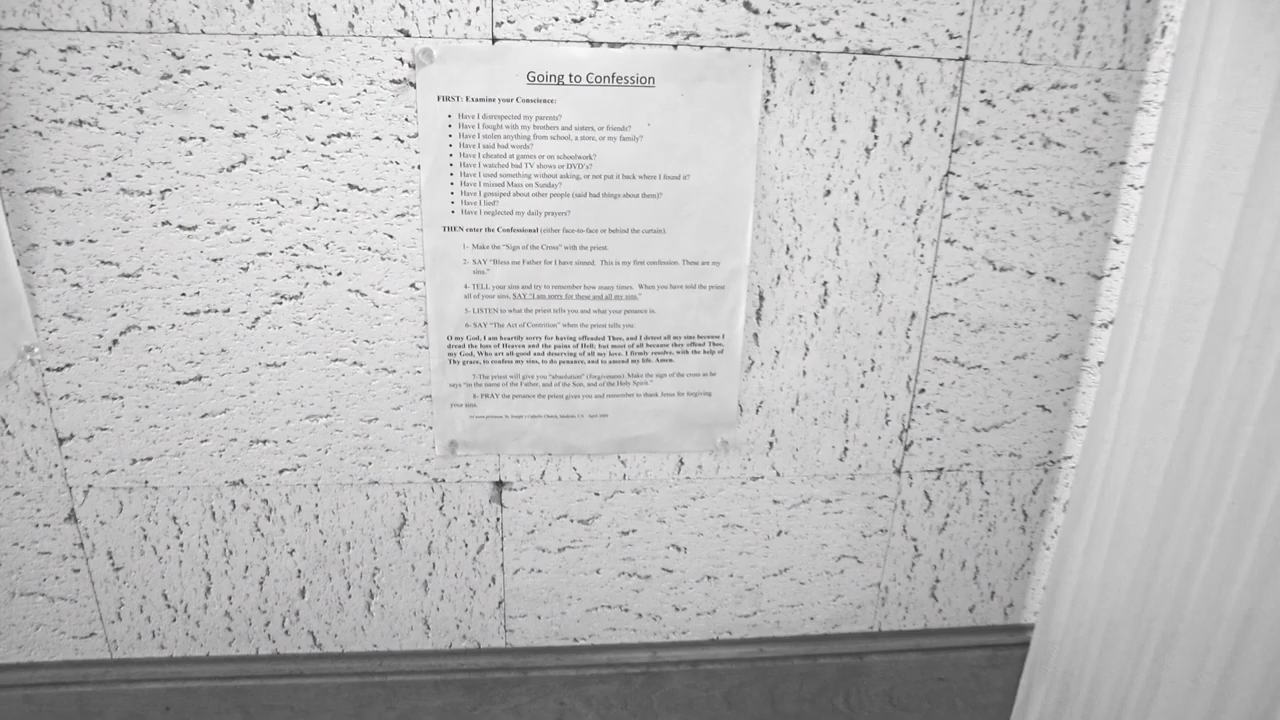 Going to Confession
FIRST: Examine your Conscience:
• Have I disrespected my parents?
• Have I fought with my brothers and sisters, or friends?
• Have I stolen anything from school, a store, or my family?
• Have I said bad words?
• Have I cheated at games or on schoolwork?
• Have I watched bad TV shows or DVD's?
• Have I used something without asking, or not put it back where I found it?
• Have I missed Mass on Sunday?
• Have I gossiped about other people (said bad things about them)?
• Have I lied?
• Have I neglected my daily prayers?
THEN enter the Confessional (either face-to-face or behind the curtain).
1- Make the "Sign of the Cross" with the priest.
2- SAY "Bless me Father for I have sinned. This is my first confession. These are my
sins."
4- TELL your sins and try to remember how many times. When you have told the priest
all of your sins, SAY "I am sorry for these and all my sins."
5- LISTEN to what the priest tells you and what your penance is.
6- SAY "The Act of Contrition" when the priest tells you.
O my God, I am heartily sorry for having offended Thee, and I detest all my sins because I
dread the loss of Heaven and the pains of Hell; but most of all because they offend Thee,
my God, Who art all-good and deserving of all my love. I firmly resolve, with the help of
Thy grace, to confess my sins, to do penance, and to amend my life. Amen.
7-The priest will give you "absolution" (forgiveness). Make the sign of the cross as he
says "in the name of the Father, and of the Son, and of the Holy Spirit."
8- PRAY the penance the priest gives you and remember to thank Jesus for forgiving
your sins.
St. Joseph's Catholic Church, Modesto, CA April